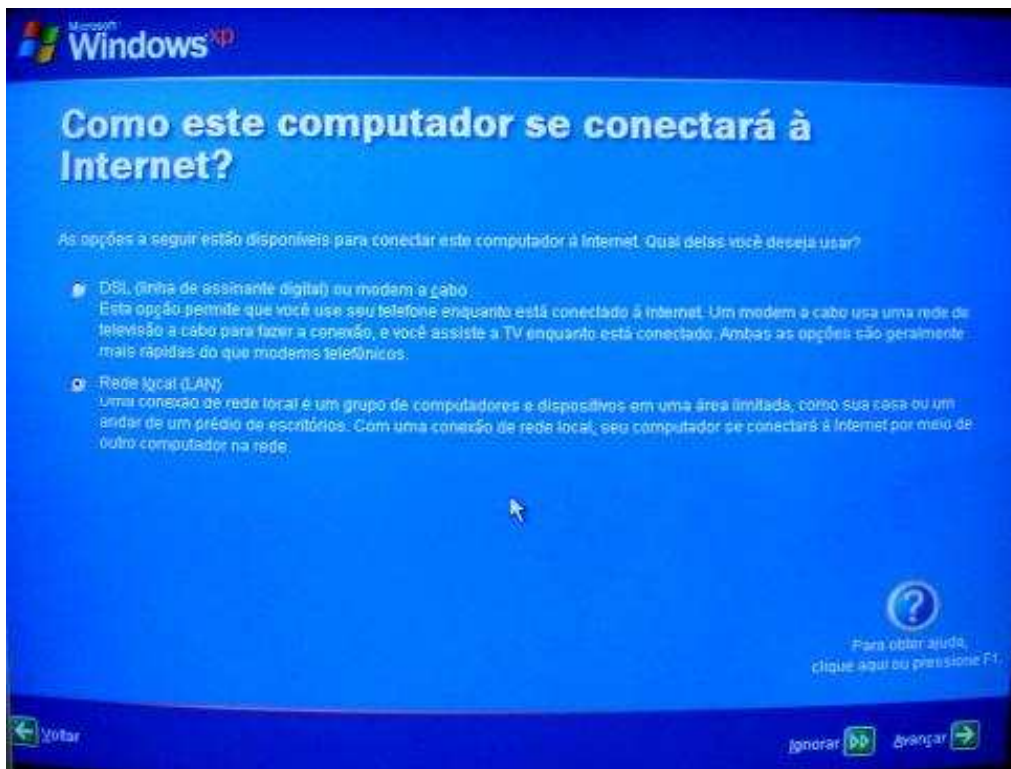 Microsoft
Windows xp
Como este computador se conectará à
Internet?
As opções a seguir estão disponíveis para conectar este computador à Internet. Qual delas você deseja usar?
DSL (linha de assinante digital) ou modem a cabo
Esta opção permite que você use seu telefone enquanto está conectado à Internet. Um modem a cabo usa uma rede de
televisão a cabo para fazer a conexão, e você assiste a TV enquanto está conectado. Ambas as opções são geralmente
mais rápidas do que modems telefônicos.
Rede local (LAN)
Uma conexão de rede local é um grupo de computadores e dispositivos em uma área limitada, como sua casa ou um
andar de um prédio de escritórios. Com uma conexão de rede local, seu computador se conectará à Internet por meio de
outro computador na rede.
?
Para obter ajuda,
clique aqui ou pressione F1.
Voltar
Ignorar
Avançar